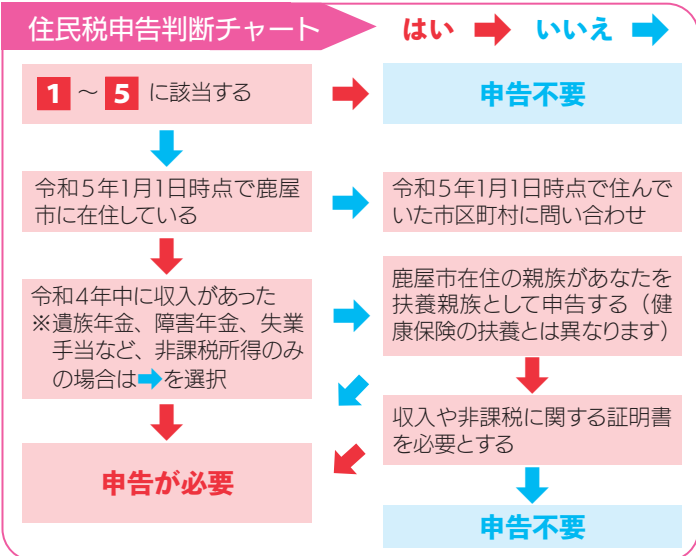 住民税申告判断チャート
はい ➡ いいえ ➡
1 ～ 5 に該当する
申告不要
令和5年1月1日時点で鹿屋
市に在住している
令和5年1月1日時点で住んで
いた市区町村に問い合わせ
令和4年中に収入があった
※遺族年金、障害年金、失業
手当など、非課税所得のみ
の場合は➡を選択
鹿屋市在住の親族があなたを
扶養親族として申告する（健
康保険の扶養とは異なります）
収入や非課税に関する証明書
を必要とする
申告が必要
申告不要